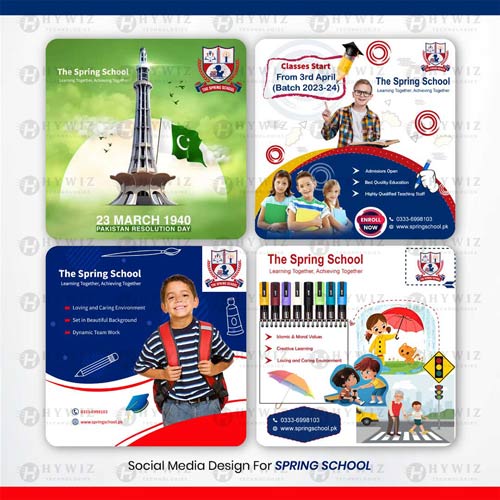 HYWIZ
TECHNOLOGIES
The Spring School
Learning Together, Achieving Together
THE SPRING SCHOOL
23 MARCH 1940
PAKISTAN RESOLUTION DAY
Classes Start
From 3rd April
(Batch 2023-24)
The Spring School
Learning Together, Achieving Together
Admissions Open
Best Quality Education
Highly Qualified Teaching Staff
ENROLL
NOW
0333-6998103
www.springschool.pk
The Spring School
Learning Together, Achieving Together
THE SPRING SCHOOL
Loving and Caring Environment
Set in Beautiful Background
Dynamic Team Work
0333-6998103
www.springschool.pk
The Spring School
Learning Together, Achieving Together
Islamic & Moral Values
Creative Learning
Loving and Caring Environment
0333-6998103
www.springschool.pk
Social Media Design For SPRING SCHOOL